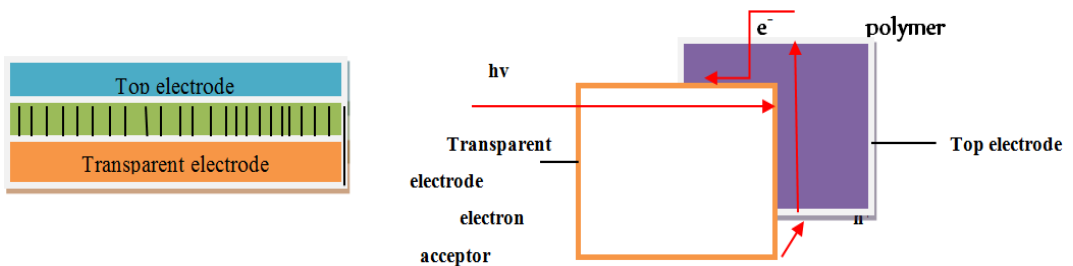 Top electrode
Transparent electrode
e-
polymer
hv
Transparent
electrode
electron
acceptor
Top electrode